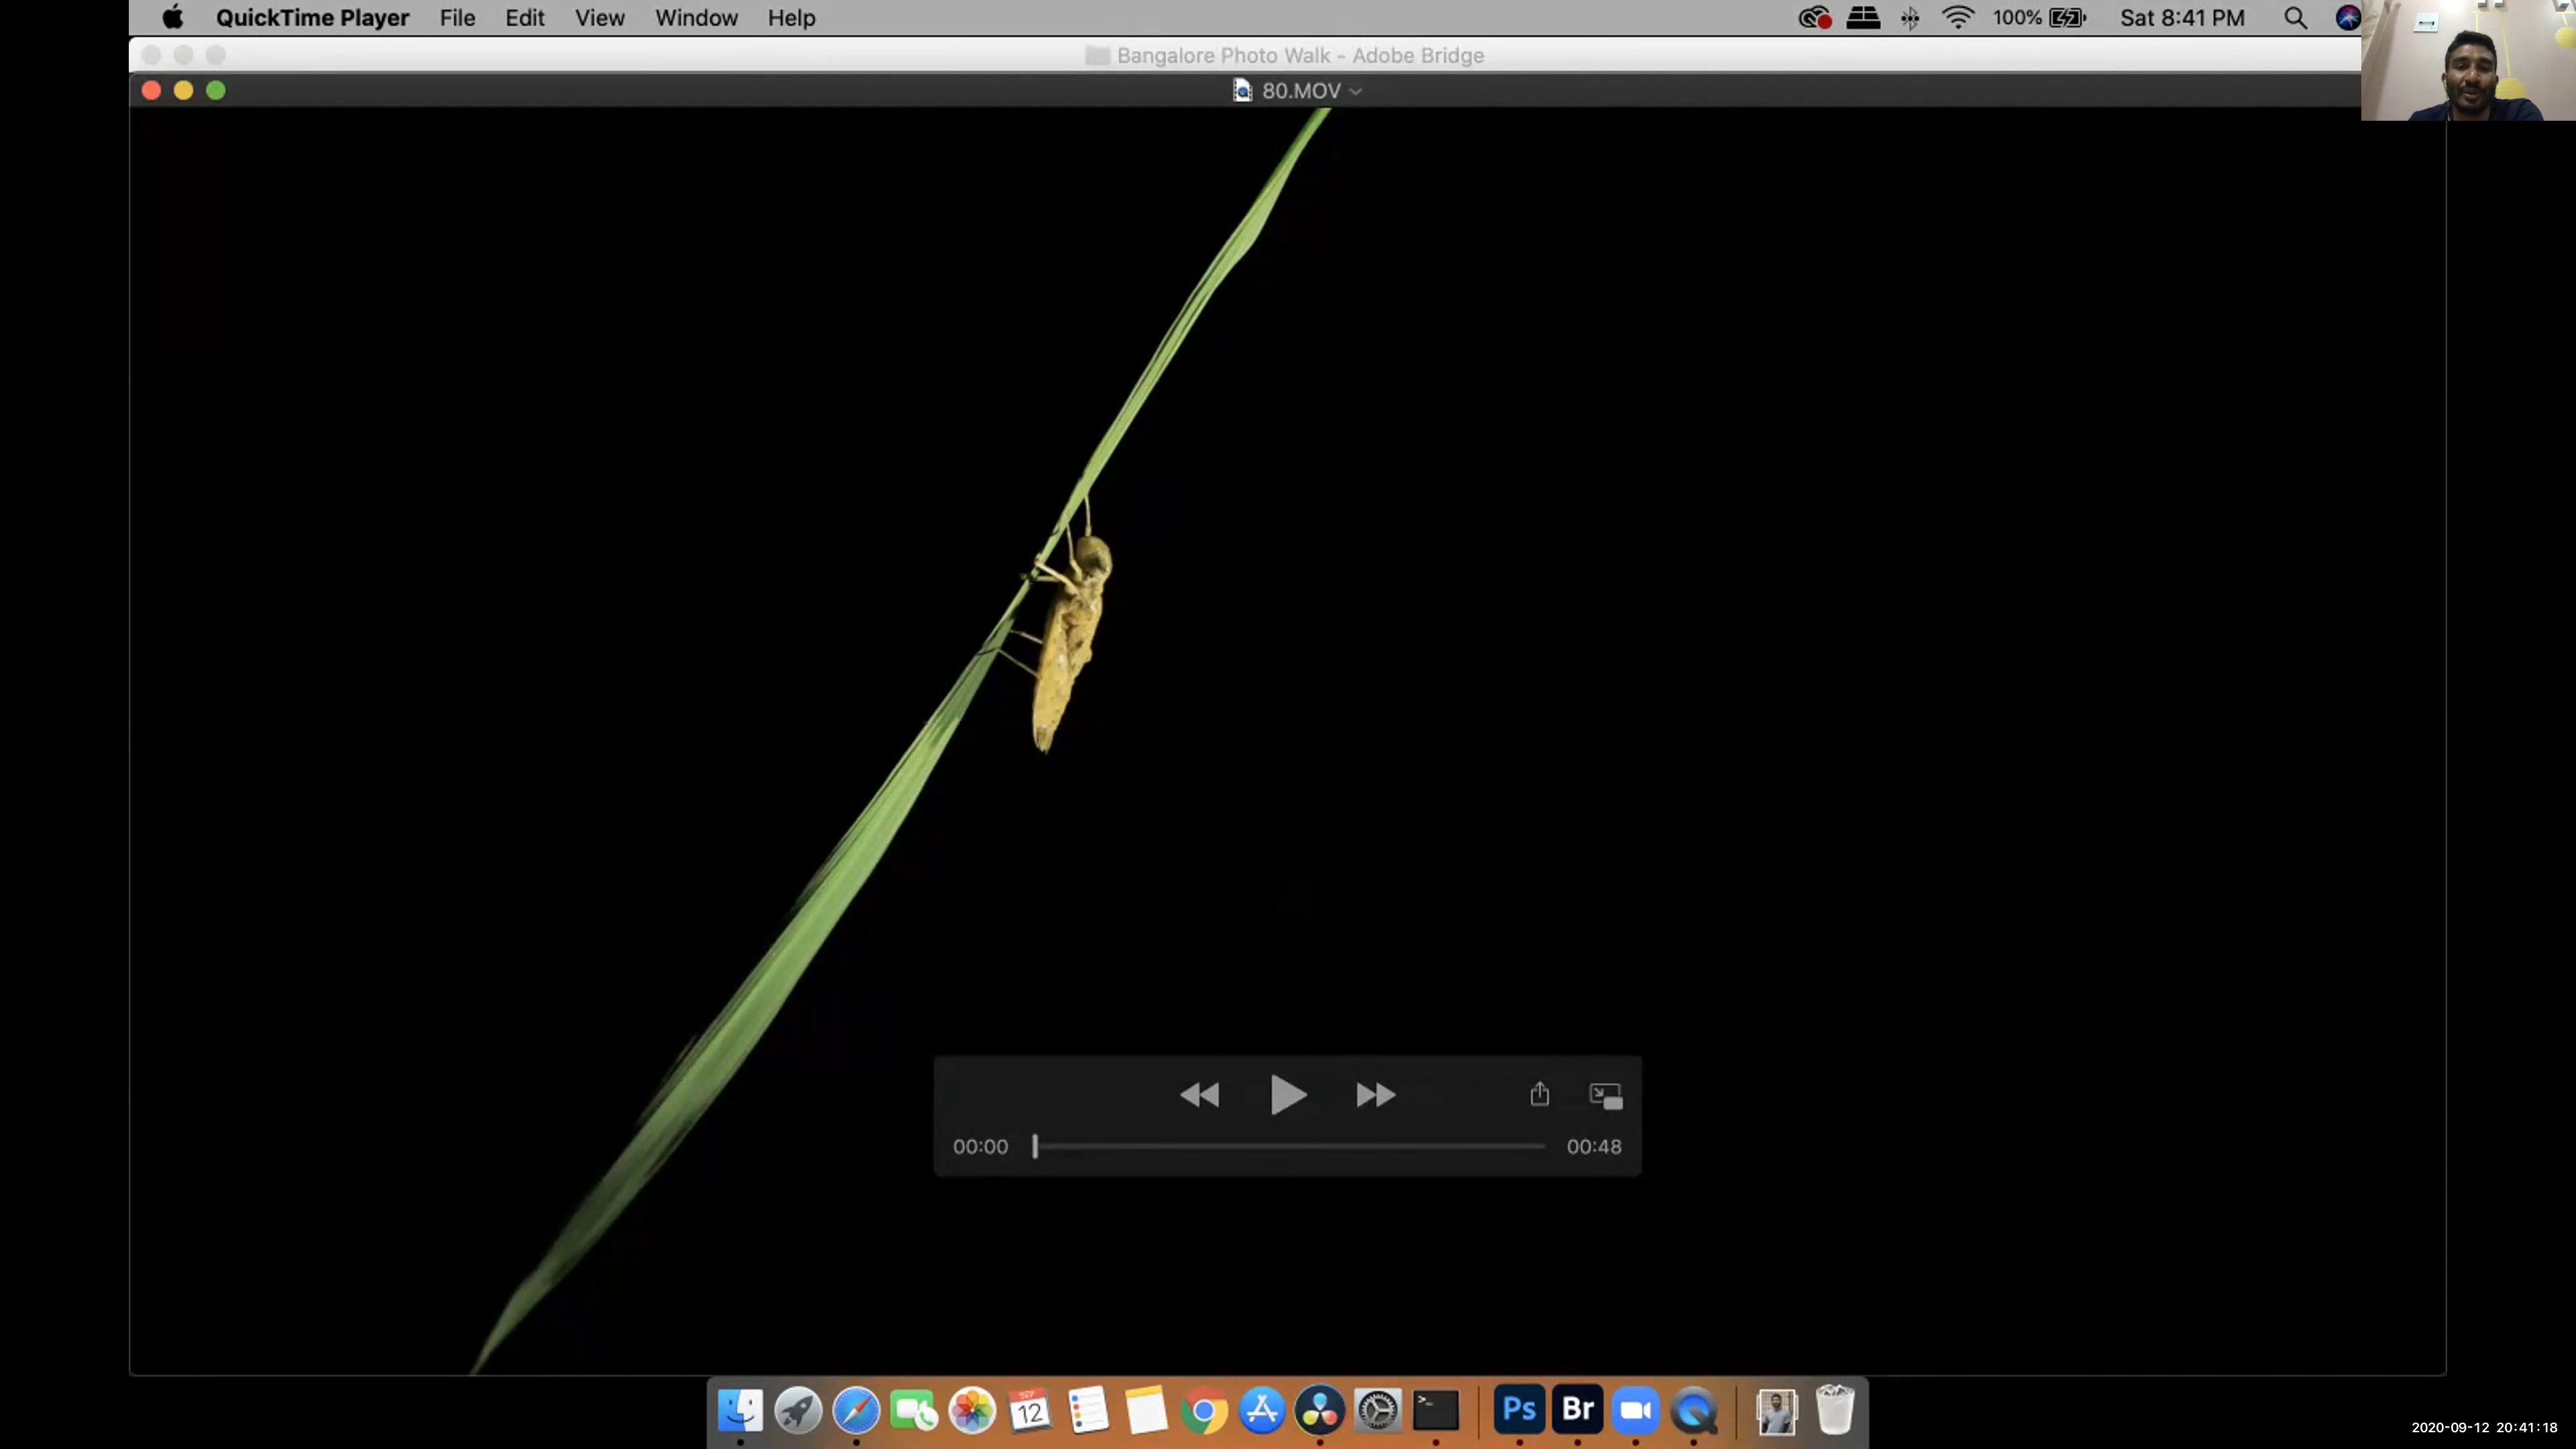 QuickTime Player File Edit View Window Help 100% Sat 8:41 PM
Bangalore Photo Walk - Adobe Bridge
80.MOV
00:00 00:48
SEP
12
Ps Br
2020-09-12 20:41:18